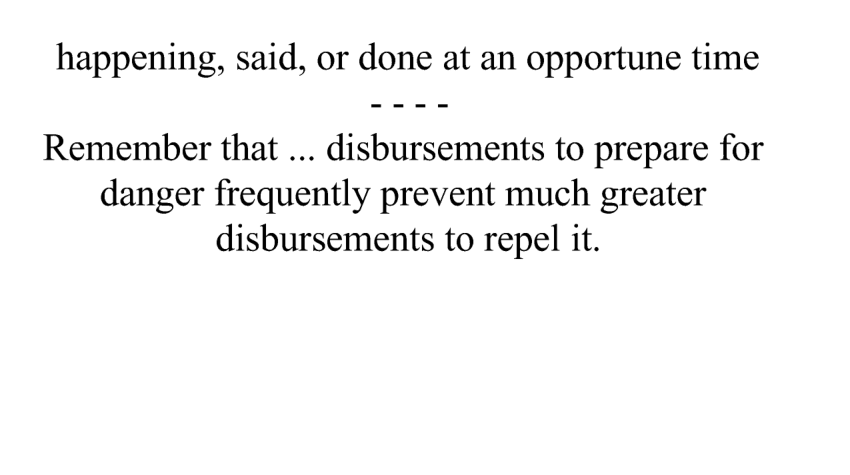 happening, said, or done at an opportune time
- - - -
Remember that ... disbursements to prepare for
danger frequently prevent much greater
disbursements to repel it.